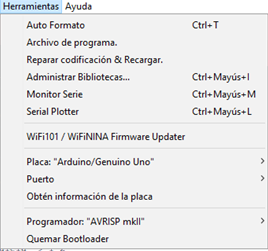 Herramientas Ayuda
Auto Formato Ctrl+T
Archivo de programa.
Reparar codificación & Recargar.
Administrar Bibliotecas... Ctrl+Mayús+I
Monitor Serie Ctrl+Mayús+M
Serial Plotter Ctrl+Mayús+L
WiFi101 / WiFiNINA Firmware Updater
Placa: "Arduino/Genuino Uno"
Puerto
Obtén información de la placa
Programador: "AVRISP mkII"
Quemar Bootloader